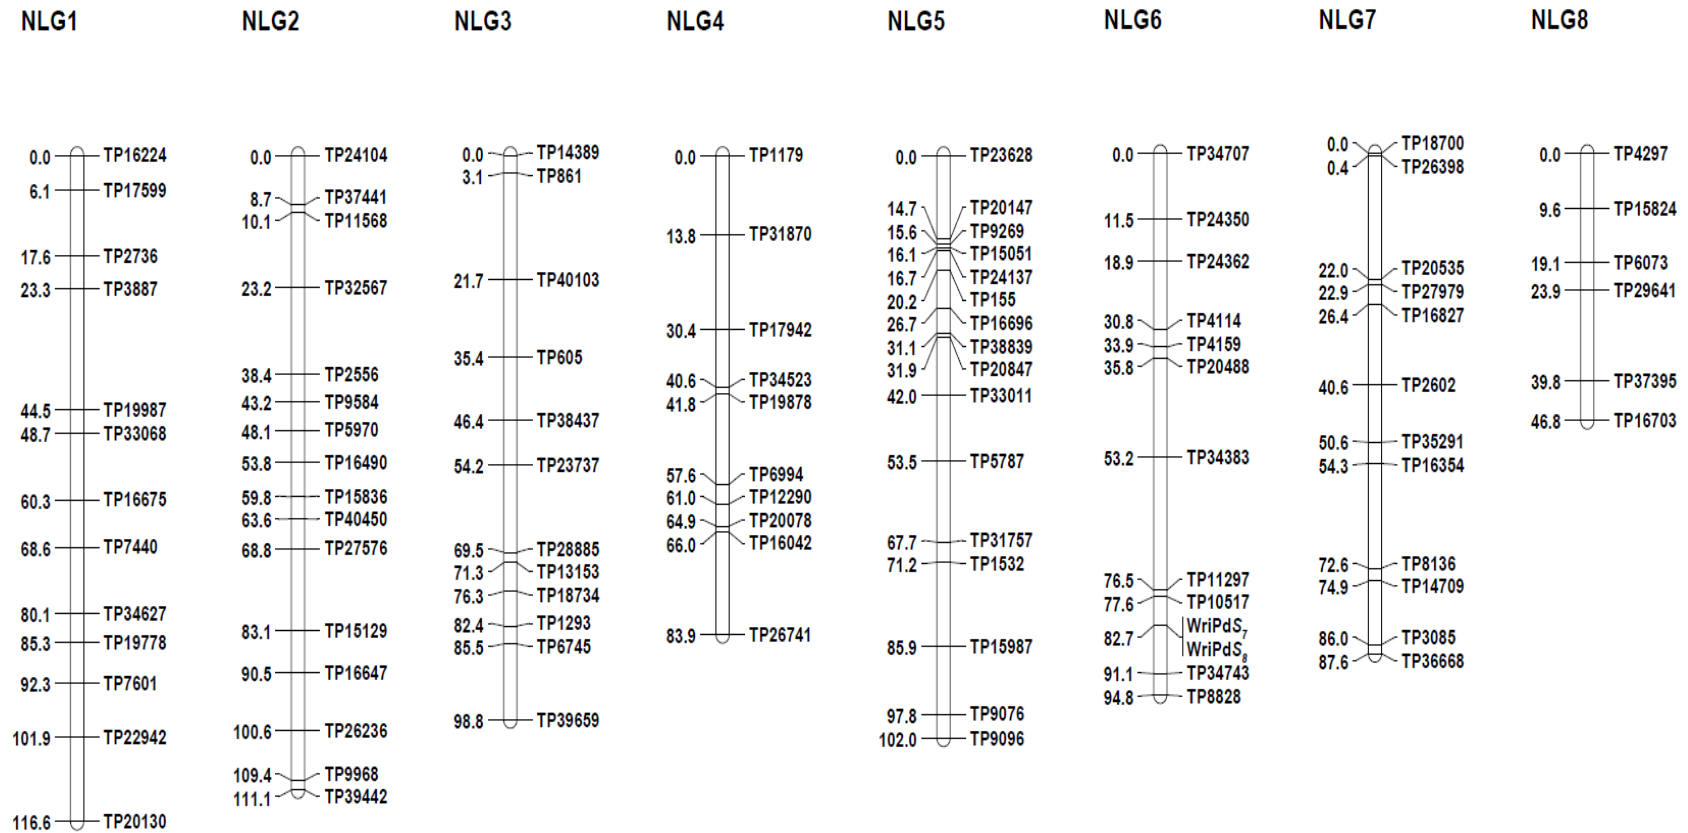 NLG1
0.0 TP16224
6.1 TP17599
17.6 TP2736
23.3 TP3887
44.5 TP19987
48.7 TP33068
60.3 TP16675
68.6 TP7440
80.1 TP34627
85.3 TP19778
92.3 TP7601
101.9 TP22942
116.6 TP20130
NLG2
0.0 TP24104
8.7 TP37441
10.1 TP11568
23.2 TP32567
38.4 TP2556
43.2 TP9584
48.1 TP5970
53.8 TP16490
59.8 TP15836
63.6 TP40450
68.8 TP27576
83.1 TP15129
90.5 TP16647
100.6 TP26236
109.4 TP9968
111.1 TP39442
NLG3
0.0 TP14389
3.1 TP861
21.7 TP40103
35.4 TP605
46.4 TP38437
54.2 TP23737
69.5 TP28885
71.3 TP13153
76.3 TP18734
82.4 TP1293
85.5 TP6745
98.8 TP39659
NLG4
0.0 TP1179
13.8 TP31870
30.4 TP17942
40.6 TP34523
41.8 TP19878
57.6 TP6994
61.0 TP12290
64.9 TP20078
66.0 TP16042
83.9 TP26741
NLG5
0.0 TP23628
14.7 TP20147
15.6 TP9269
16.1 TP15051
16.7 TP24137
20.2 TP155
26.7 TP16696
31.1 TP38839
31.9 TP20847
42.0 TP33011
53.5 TP5787
67.7 TP31757
71.2 TP1532
85.9 TP15987
97.8 TP9076
102.0 TP9096
NLG6
0.0 TP34707
11.5 TP24350
18.9 TP24362
30.8 TP4114
33.9 TP4159
35.8 TP20488
53.2 TP34383
76.5 TP11297
77.6 TP10517
82.7 WriPdS7
WriPdS8
91.1 TP34743
94.8 TP8828
NLG7
0.0 TP18700
0.4 TP26398
22.0 TP20535
22.9 TP27979
26.4 TP16827
40.6 TP2602
50.6 TP35291
54.3 TP16354
72.6 TP8136
74.9 TP14709
86.0 TP3085
87.6 TP36668
NLG8
0.0 TP4297
9.6 TP15824
19.1 TP6073
23.9 TP29641
39.8 TP37395
46.8 TP16703